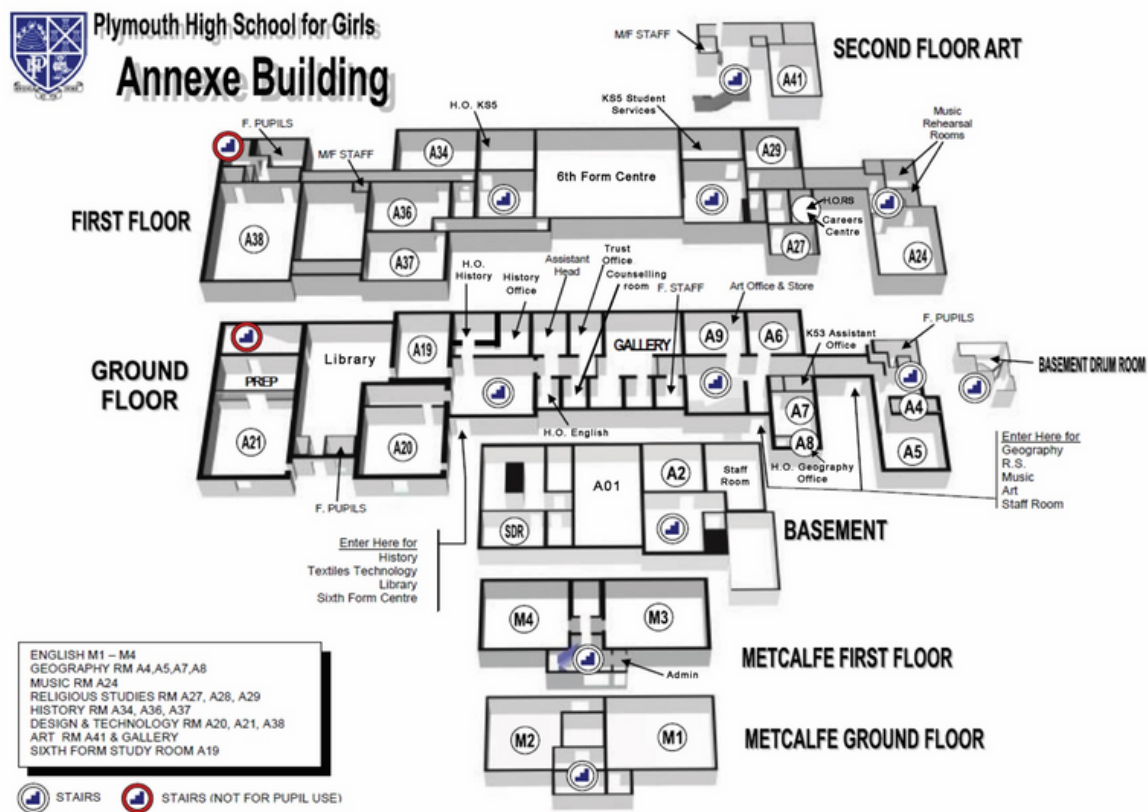 Plymouth High School for Girls
Annexe Building
M/F STAFF
SECOND FLOOR ART
A41
H.O. KS5
KS5 Student
Services
Music
Rehearsal
Rooms
F. PUPILS
M/F STAFF
A34
A29
6th Form Centre
FIRST FLOOR
A38
A36
A37
H.O.RS
Careers
Centre
A27
A24
H.O.
History
History
Office
Assistant
Head
Trust
Office
Counselling
room
F. STAFF
Art Office & Store
K53 Assistant
Office
F. PUPILS
GROUND
FLOOR
PREP
Library
A19
GALLERY
A9
A6
BASEMENT DRUM ROOM
A21
A20
A7
A8
A4
A5
H.O. English
H.O. Geography
Office
F. PUPILS
Enter Here for
Geography
R.S.
Music
Art
Staff Room
A01
A2
Staff
Room
SDR
BASEMENT
Enter Here for
History
Textiles Technology
Library
Sixth Form Centre
M4
M3
Admin
METCALFE FIRST FLOOR
M2
M1
METCALFE GROUND FLOOR
ENGLISH M1 – M4
GEOGRAPHY RM A4,A5,A7,A8
MUSIC RM A24
RELIGIOUS STUDIES RM A27, A28, A29
HISTORY RM A34, A36, A37
DESIGN & TECHNOLOGY RM A20, A21, A38
ART RM A41 & GALLERY
SIXTH FORM STUDY ROOM A19
STAIRS
STAIRS (NOT FOR PUPIL USE)